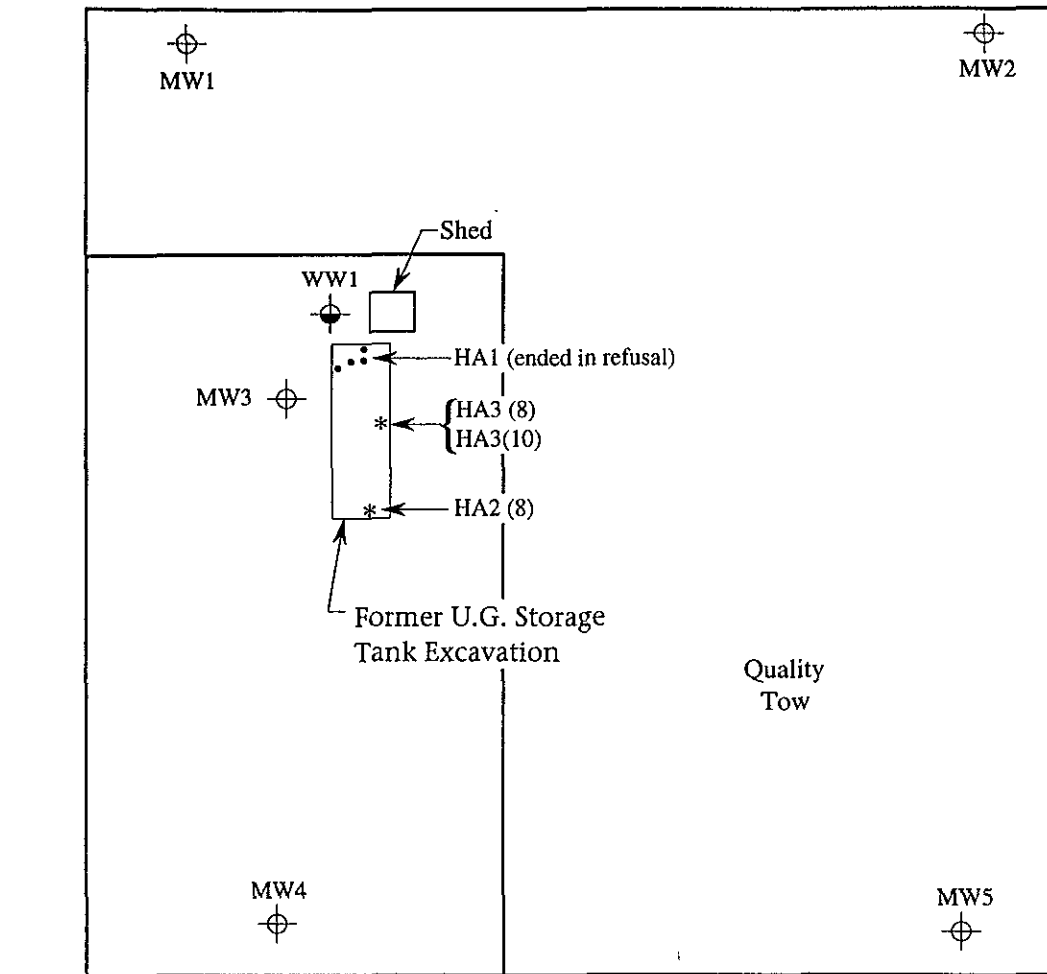 MW1
MW2
Shed
WW1
HA1 (ended in refusal)
MW3
HA3 (8)
HA3(10)
HA2 (8)
Former U.G. Storage
Tank Excavation
Quality
Tow
MW4
MW5